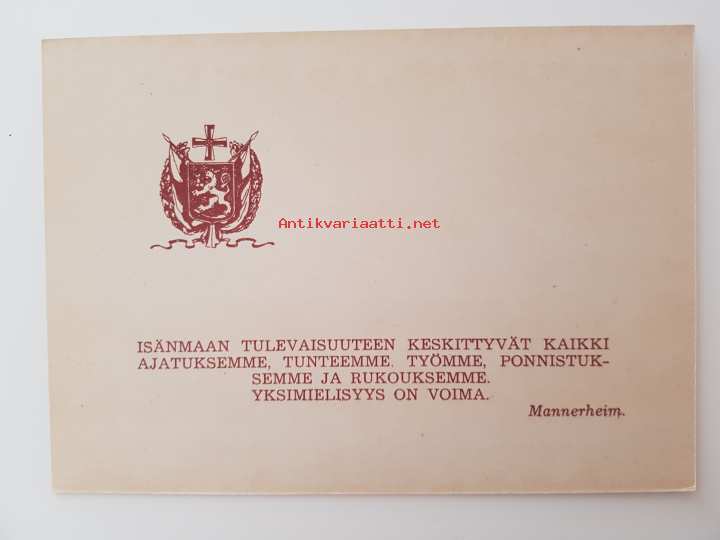 Antikvariaatti.net
ISÄNMAAN TULEVAISUUTEEN KESKITTYVÄT KAIKKI
AJATUKSEMME, TUNTEEMME. TYÖMME, PONNISTUK-
SEMME JA RUKOUKSEMME.
YKSIMIELISYYS ON VOIMA.
Mannerheim.